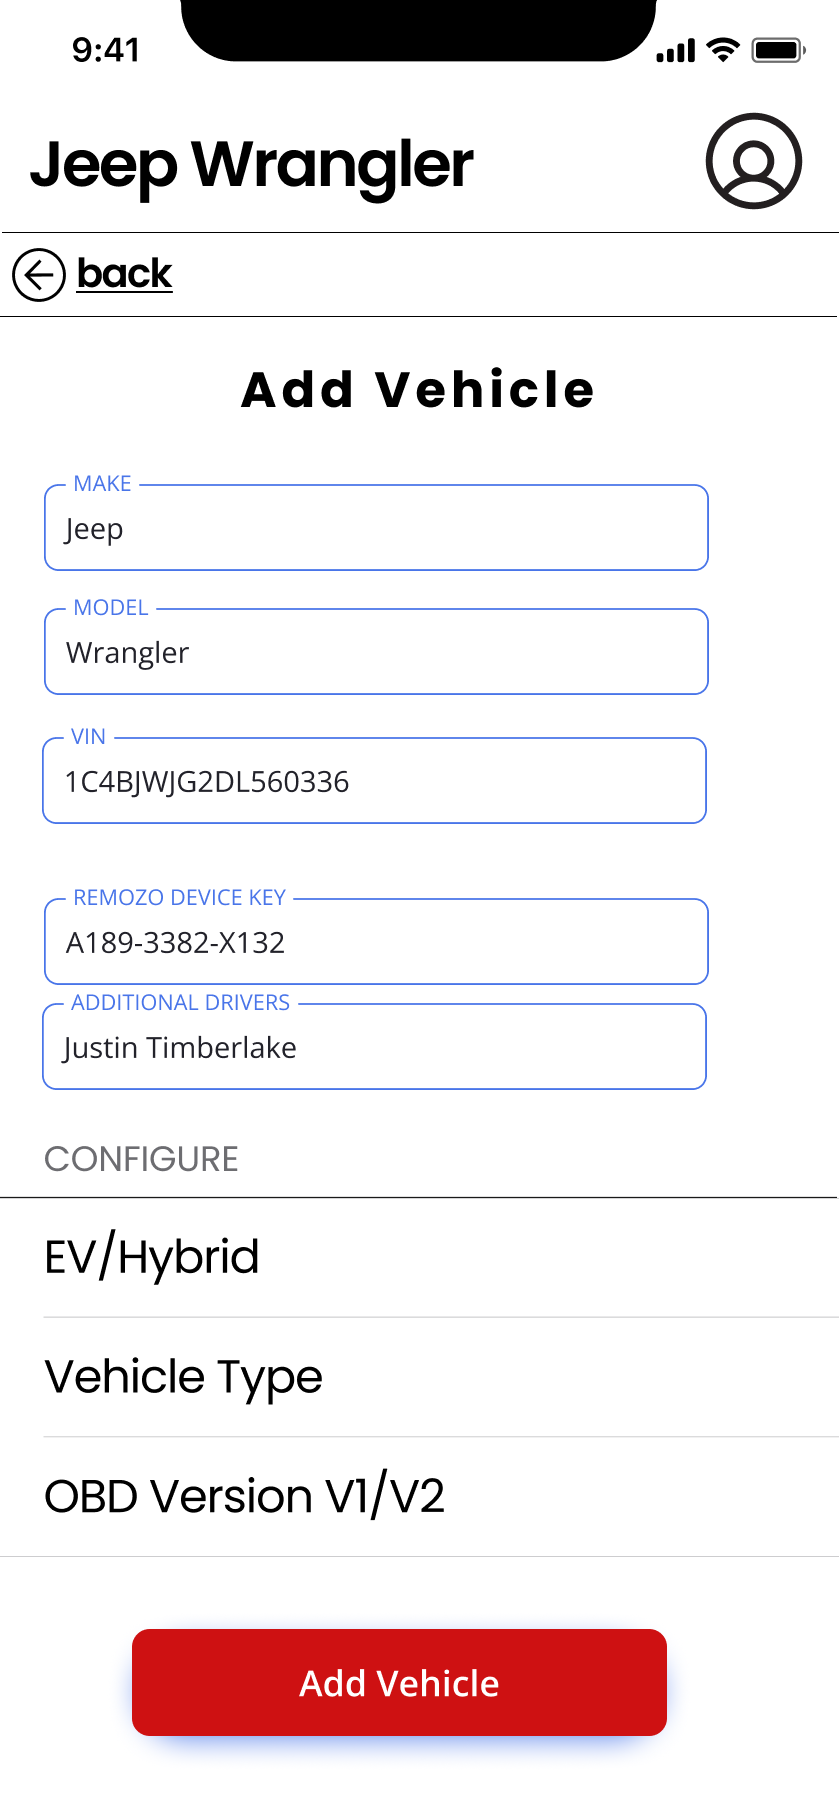 9:41
Jeep Wrangler
back
Add Vehicle
MAKE
Jeep
MODEL
Wrangler
VIN
1C4BJWJG2DL560336
REMOZO DEVICE KEY
A189-3382-X132
ADDITIONAL DRIVERS
Justin Timberlake
CONFIGURE
EV/Hybrid
Vehicle Type
OBD Version V1/V2
Add Vehicle